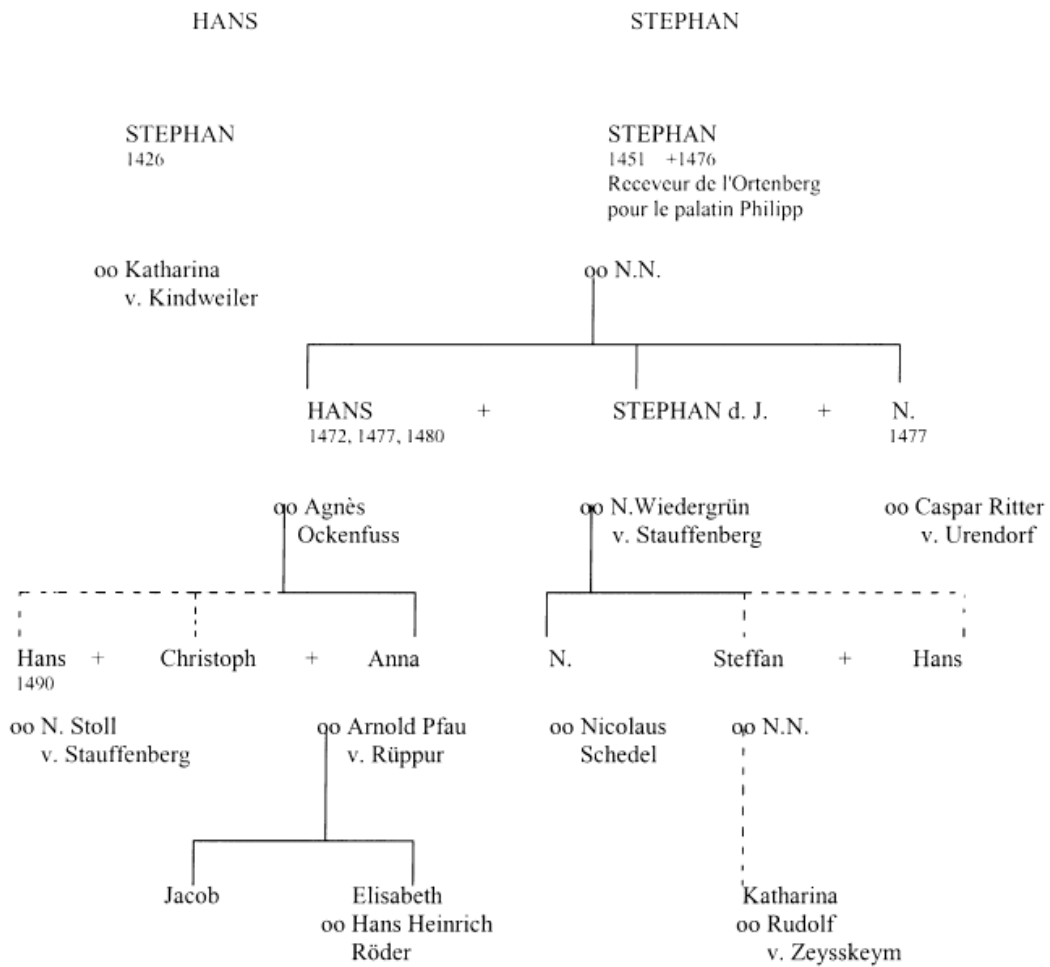 HANS STEPHAN
STEPHAN STEPHAN
1426 1451 +1476
Receveur de l'Ortenberg
pour le palatin Philipp
oo Katharina oo N.N.
v. Kindweiler
HANS + STEPHAN d. J. + N.
1472, 1477, 1480 1477
oo Agnès oo N.Wiedergrün oo Caspar Ritter
Ockenfuss v. Stauffenberg v. Urendorf
Hans + Christoph + Anna N. Steffan + Hans
1490
oo N. Stoll oo Arnold Pfau oo Nicolaus oo N.N.
v. Stauffenberg v. Rüppur Schedel
Jacob Elisabeth Katharina
oo Hans Heinrich oo Rudolf
Röder v. Zeysskeym